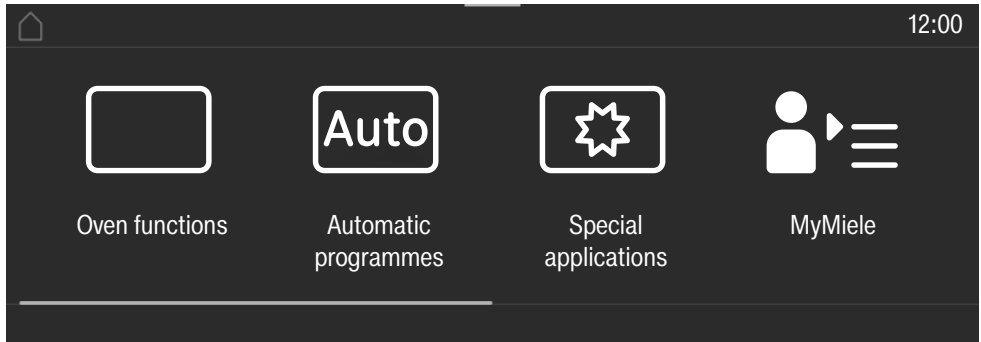 12:00
Auto
Oven functions
Automatic
programmes
Special
applications
MyMiele